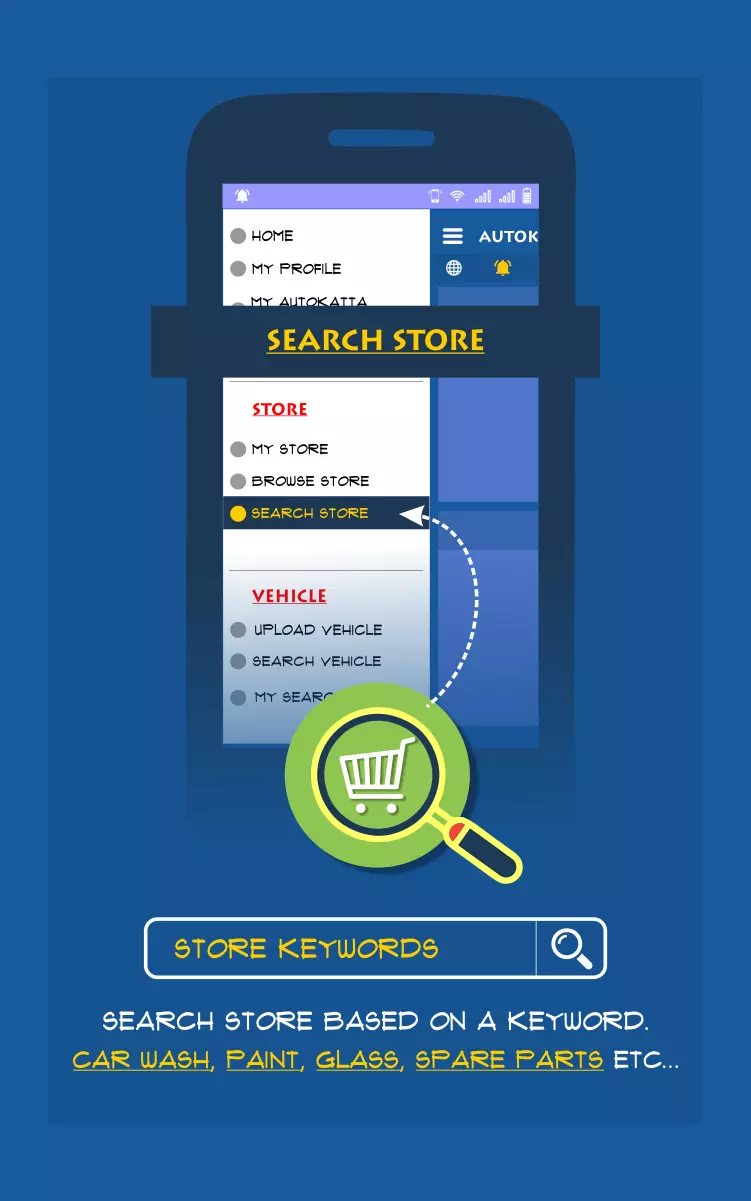 HOME
MY PROFILE
MY AUTOKATTA
AUTOK
SEARCH STORE
STORE
MY STORE
BROWSE STORE
SEARCH STORE
VEHICLE
UPLOAD VEHICLE
SEARCH VEHICLE
MY SEARC
STORE KEYWORDS
SEARCH STORE BASED ON A KEYWORD.
CAR WASH, PAINT, GLASS, SPARE PARTS ETC...